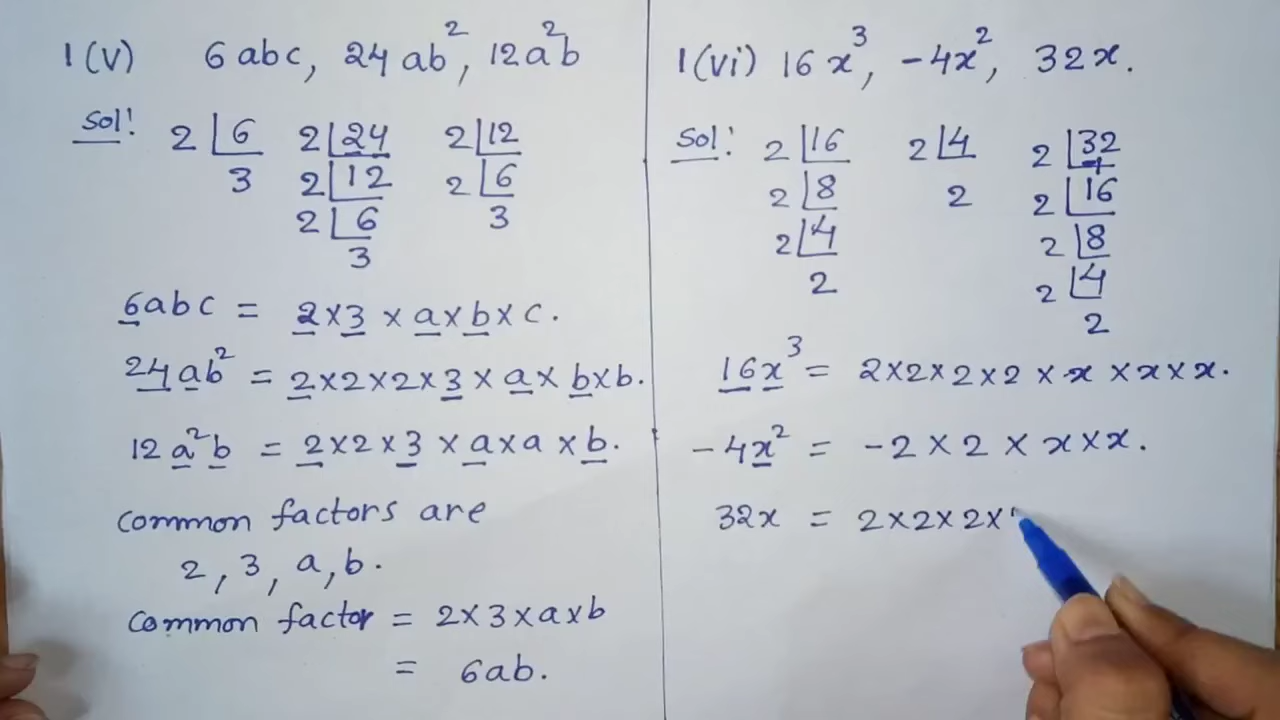 1(v) 6abc, 24ab², 12a²b
Sol:
2 6 2 24 2 12
3 2 12 2 6
2 6 3
3
6abc = 2×3×a×b×c.
24ab² = 2×2×2×3×a×b×b.
12a²b = 2×2×3×a×a×b.
common factors are
2, 3, a, b.
common factor = 2×3×a×b
= 6ab.
1(vi) 16x³, -4x², 32x.
Sol:
2 16 2 4 2 32
2 8 2 2 16
2 4 2 8
2 2 4
2
16x³ = 2×2×2×2×x×x×x.
-4x² = -2×2×x×x.
32x = 2×2×2×